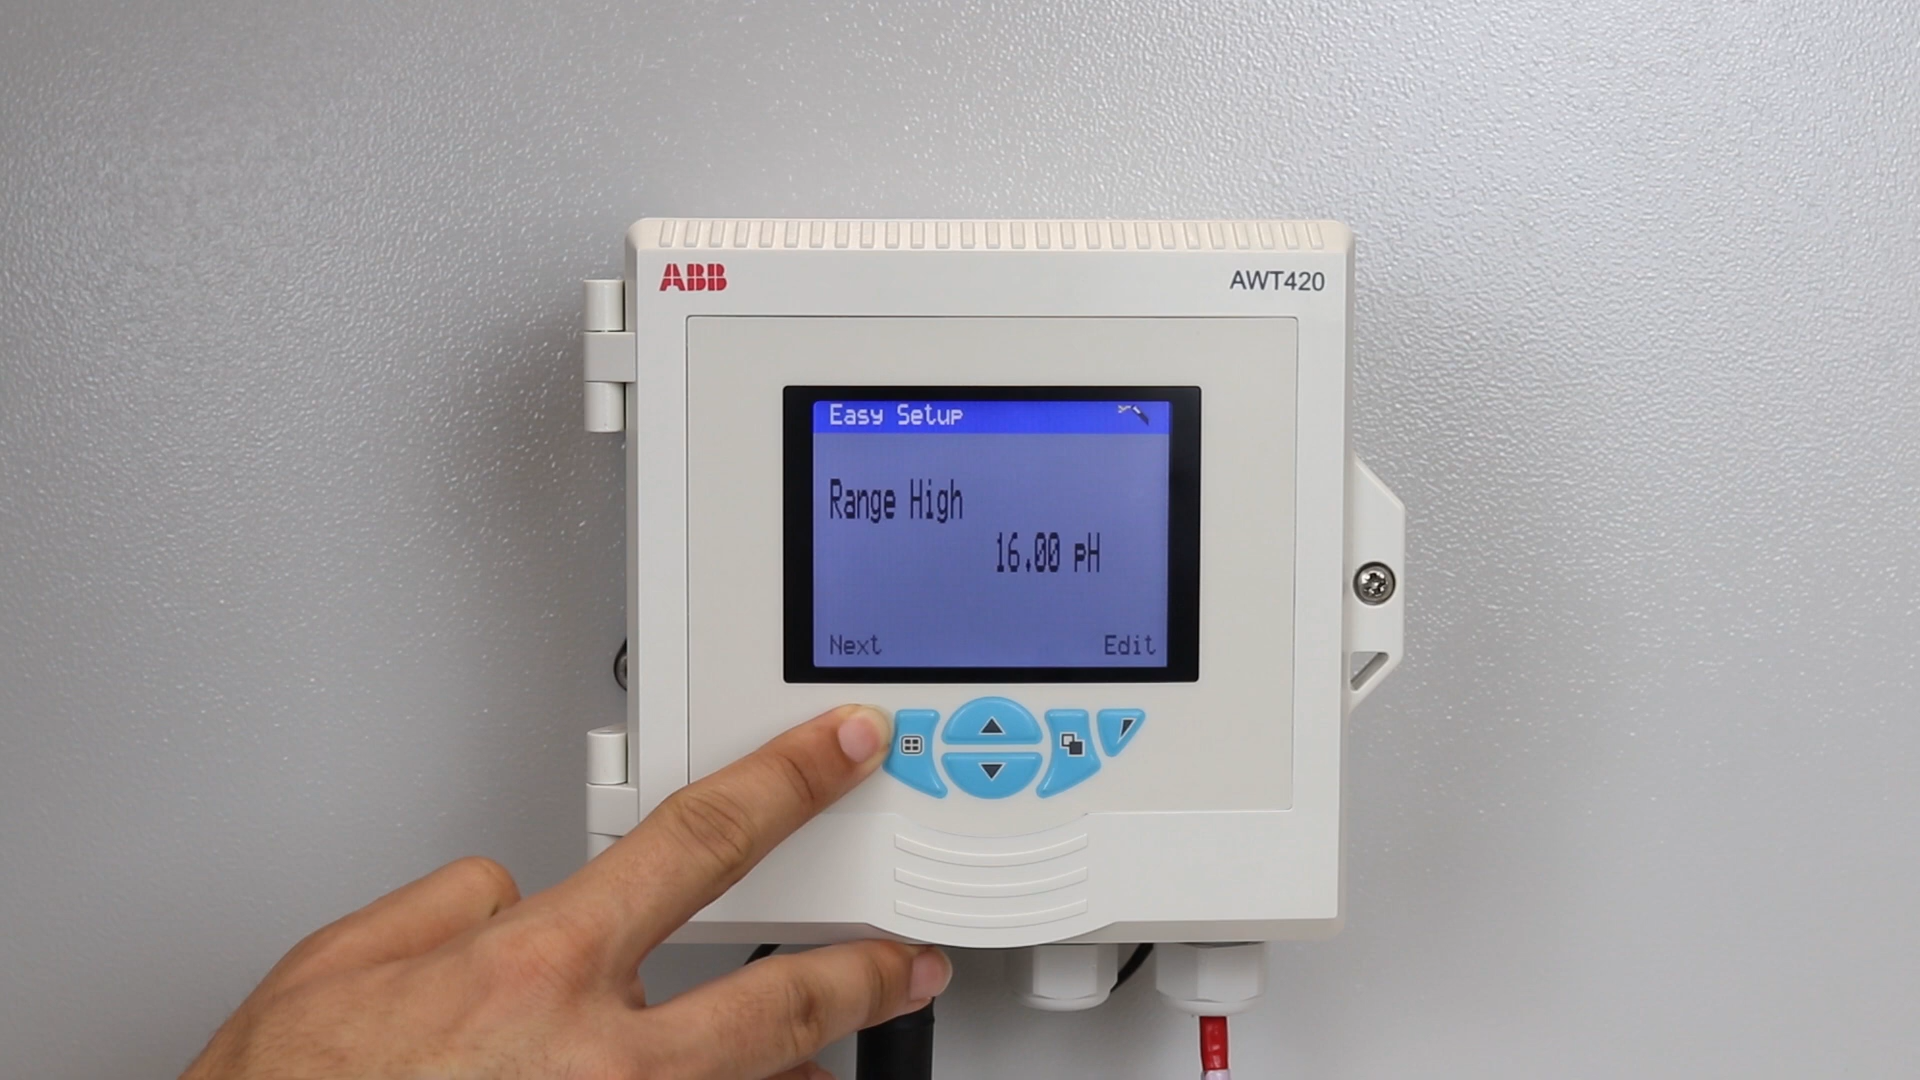 ABB
AWT420
Easy Setup
Range High
16.00 pH
Next
Edit